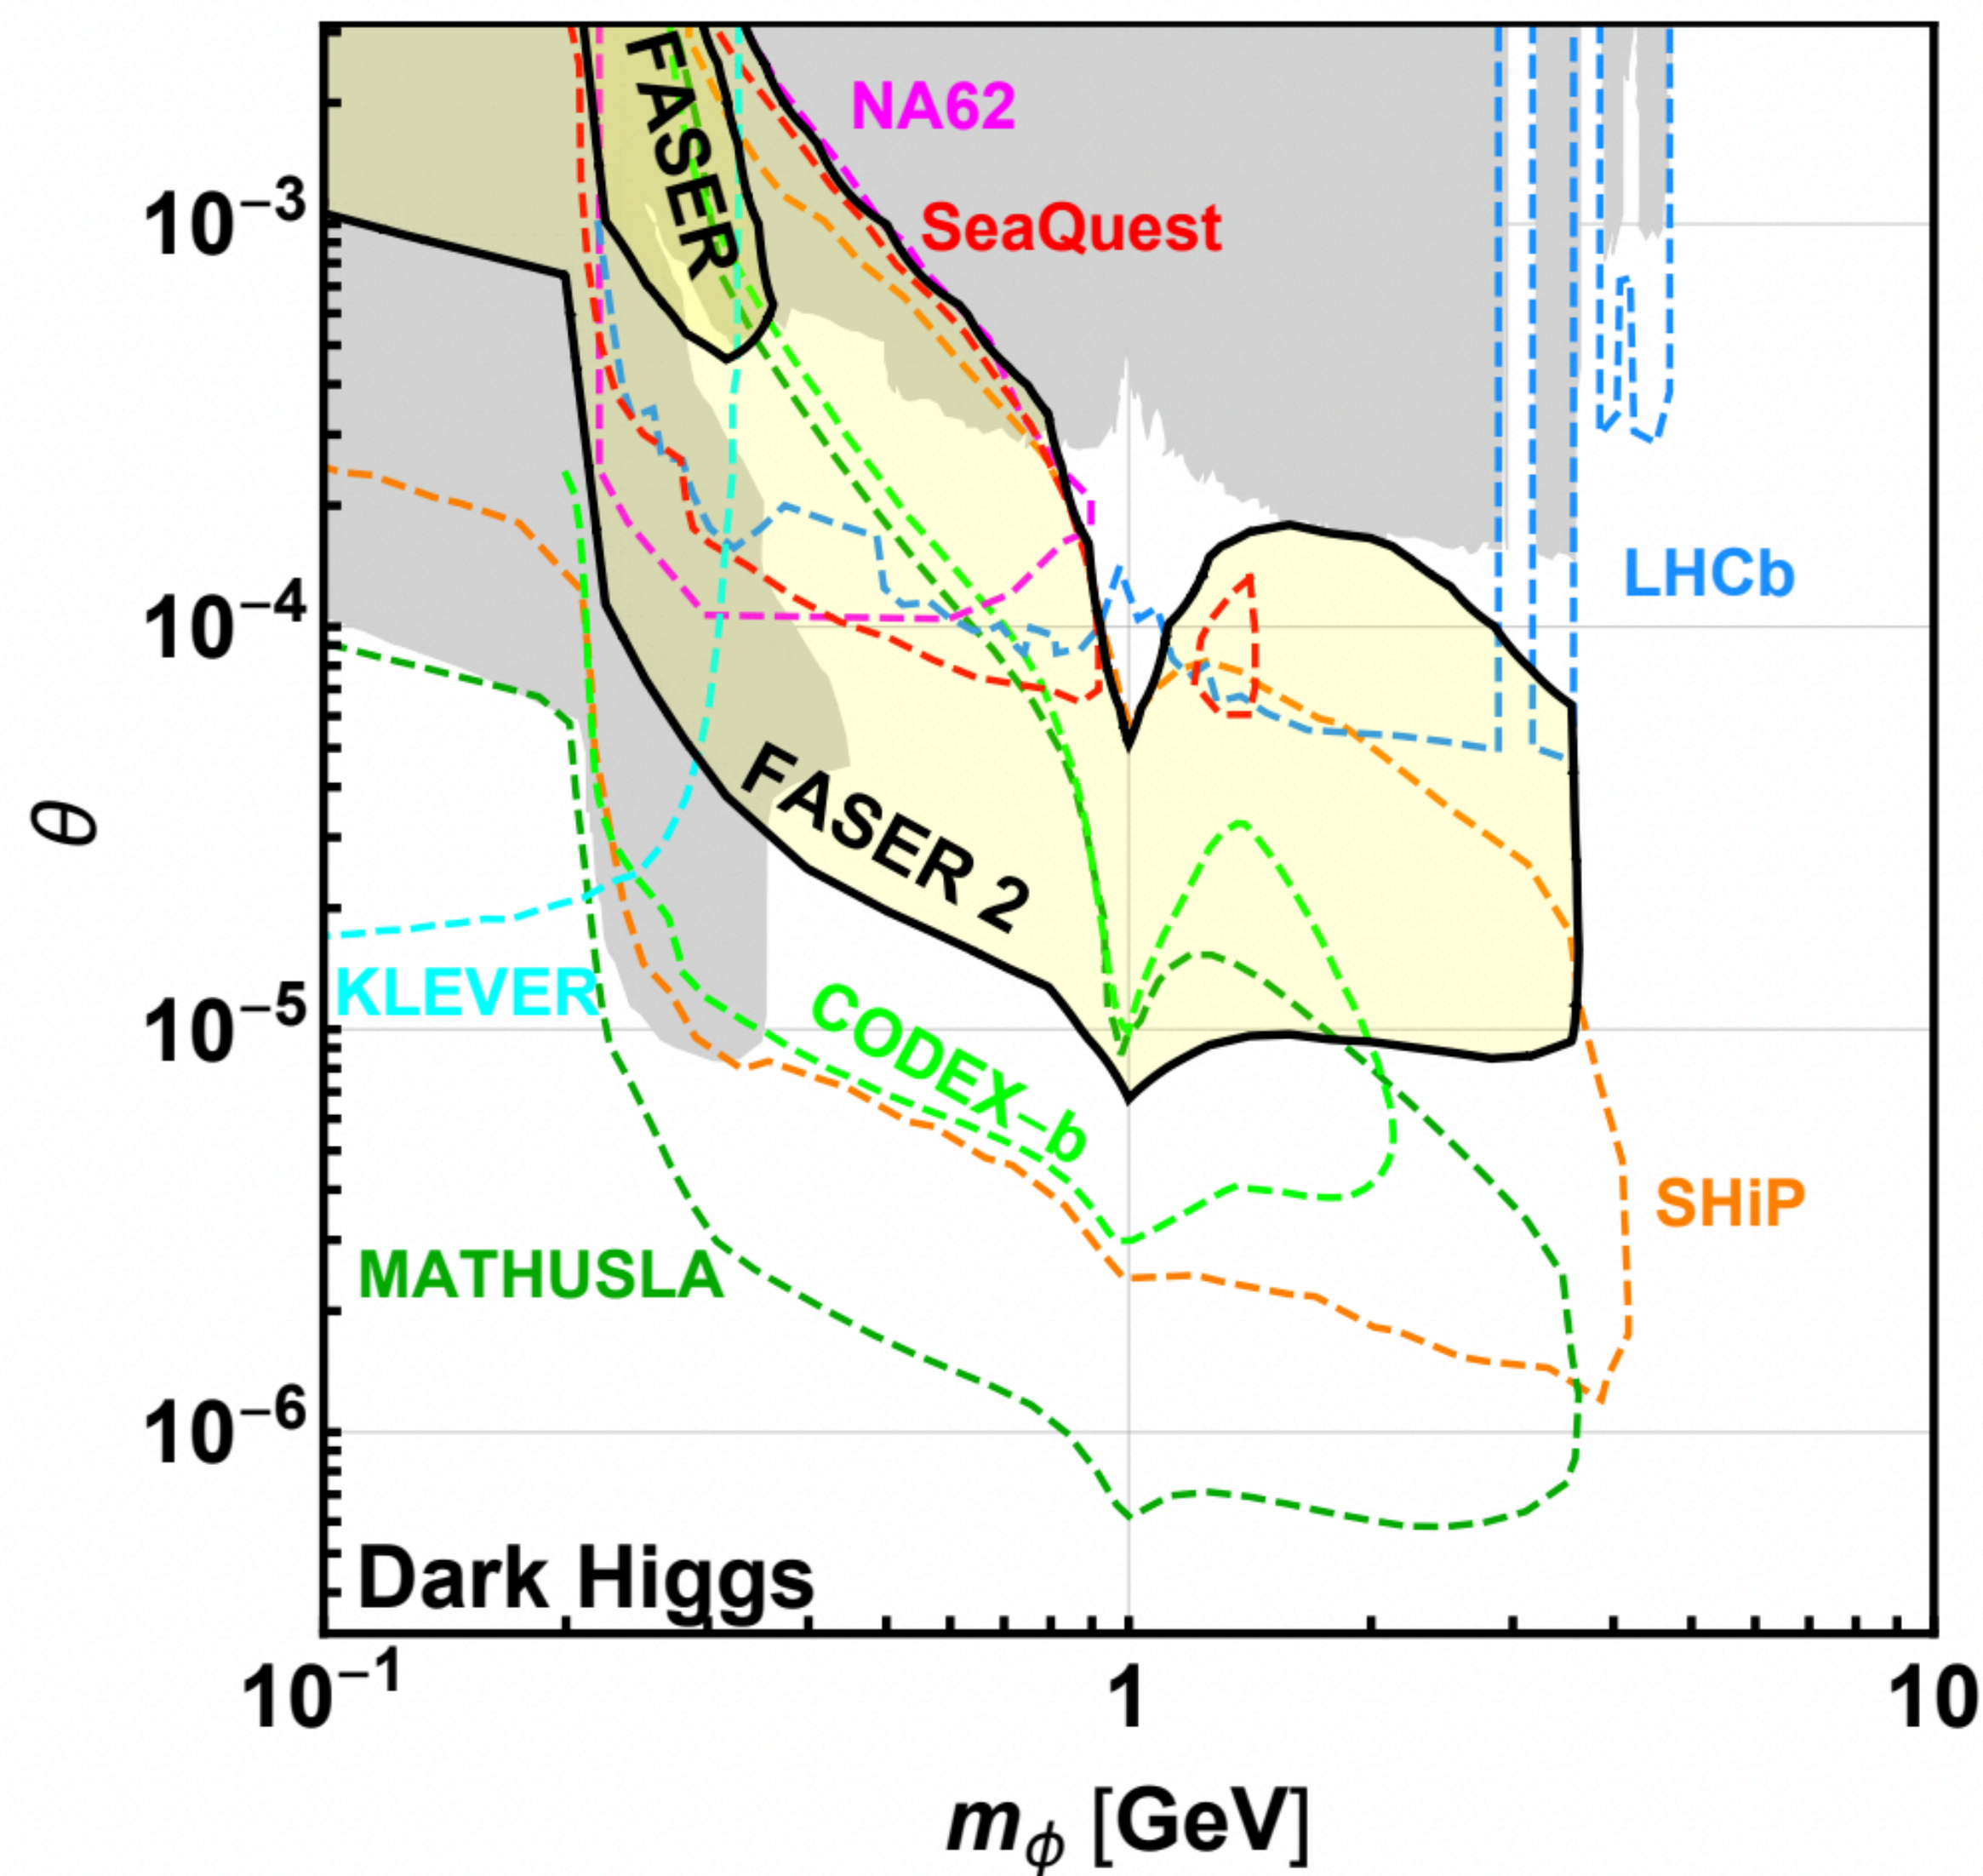 FASER
NA62
SeaQuest
10⁻³
LHCb
10⁻⁴
θ
FASER 2
KLEVER
CODEX-b
10⁻⁵
SHiP
MATHUSLA
10⁻⁶
Dark Higgs
10⁻¹ 1 10
m_ϕ [GeV]